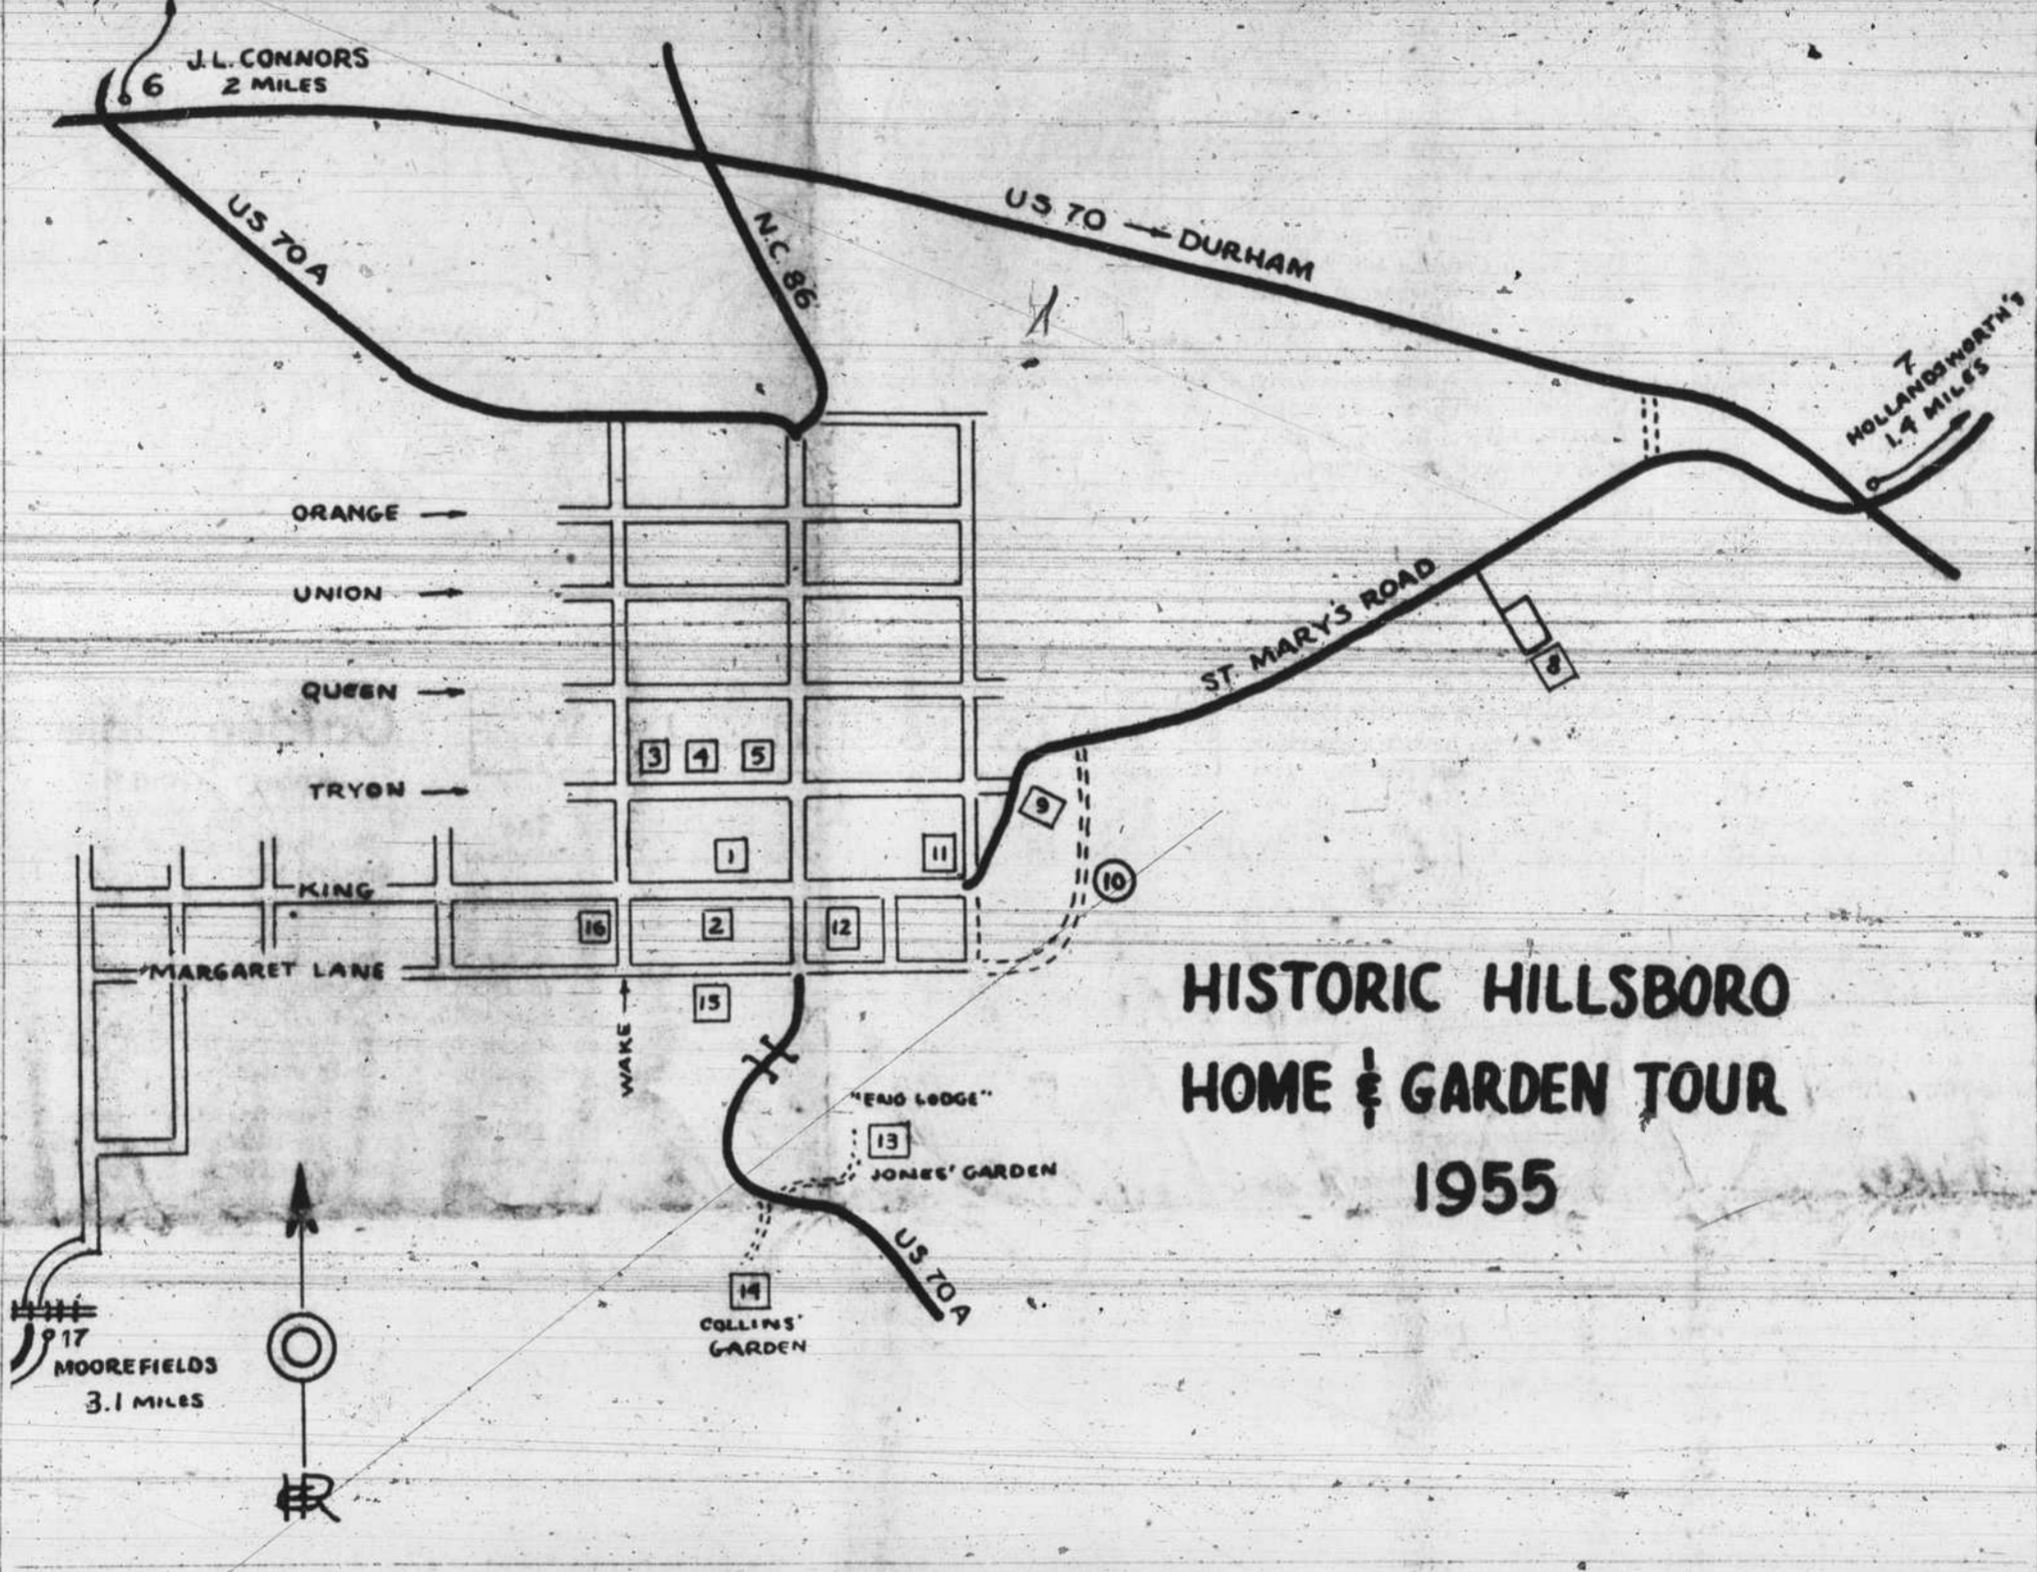 J.L. CONNORS
2 MILES
6
US 70A
N.C. 86
US 70 → DURHAM
7
HOLLANDSWORTH'S
1.4 MILES
ORANGE →
UNION →
QUEEN →
TRYON →
ST. MARY'S ROAD
8
3 4 5
9
1
11
10
KING
16
2
12
MARGARET LANE
15
WAKE →
HISTORIC HILLSBORO
HOME & GARDEN TOUR
1955
"ENO LODGE"
13
JONES' GARDEN
US 70A
14
COLLINS'
GARDEN
17
MOOREFIELDS
3.1 MILES